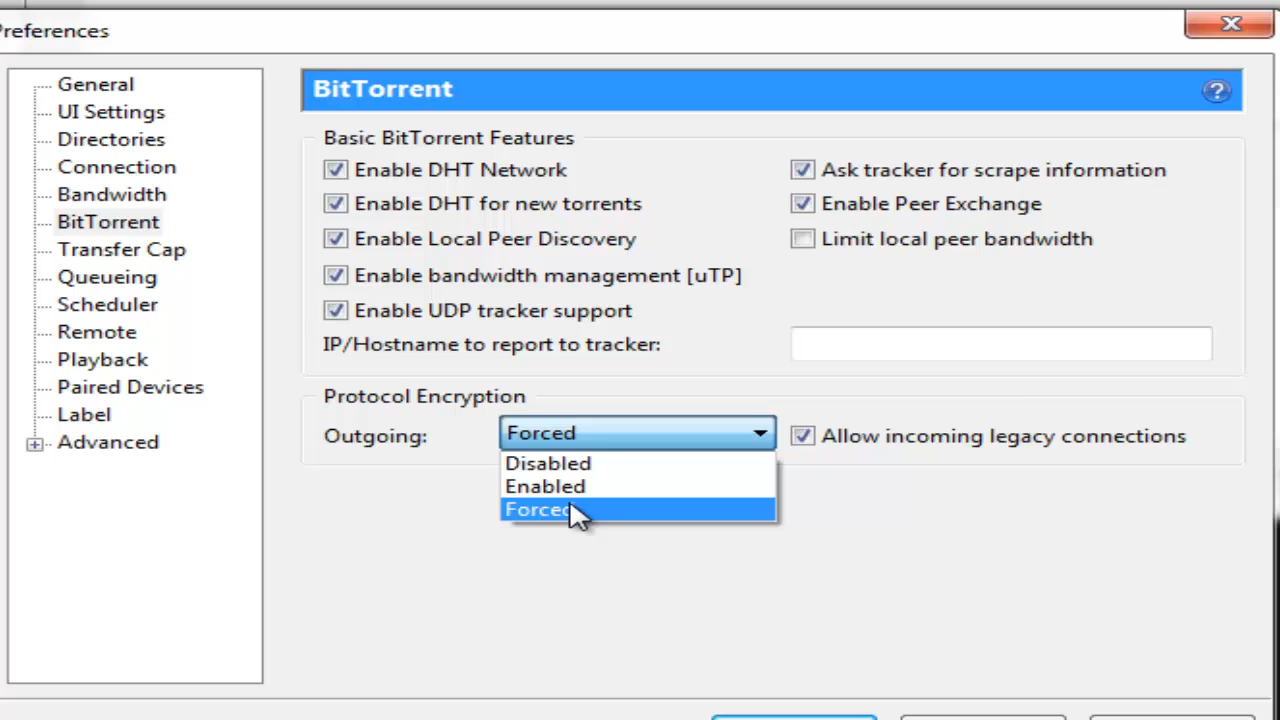 Preferences
General
UI Settings
Directories
Connection
Bandwidth
BitTorrent
Transfer Cap
Queueing
Scheduler
Remote
Playback
Paired Devices
Label
Advanced
BitTorrent
?
Basic BitTorrent Features
Enable DHT Network
Ask tracker for scrape information
Enable DHT for new torrents
Enable Peer Exchange
Enable Local Peer Discovery
Limit local peer bandwidth
Enable bandwidth management [uTP]
Enable UDP tracker support
IP/Hostname to report to tracker:
Protocol Encryption
Outgoing:
Forced
Allow incoming legacy connections
Disabled
Enabled
Forced